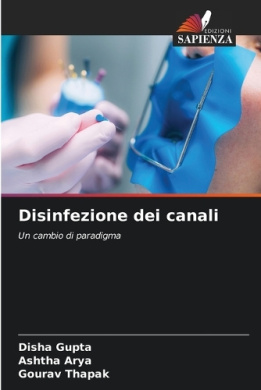 EDIZIONI
SAPIENZA
Disinfezione dei canali
Un cambio di paradigma
Disha Gupta
Ashtha Arya
Gourav Thapak